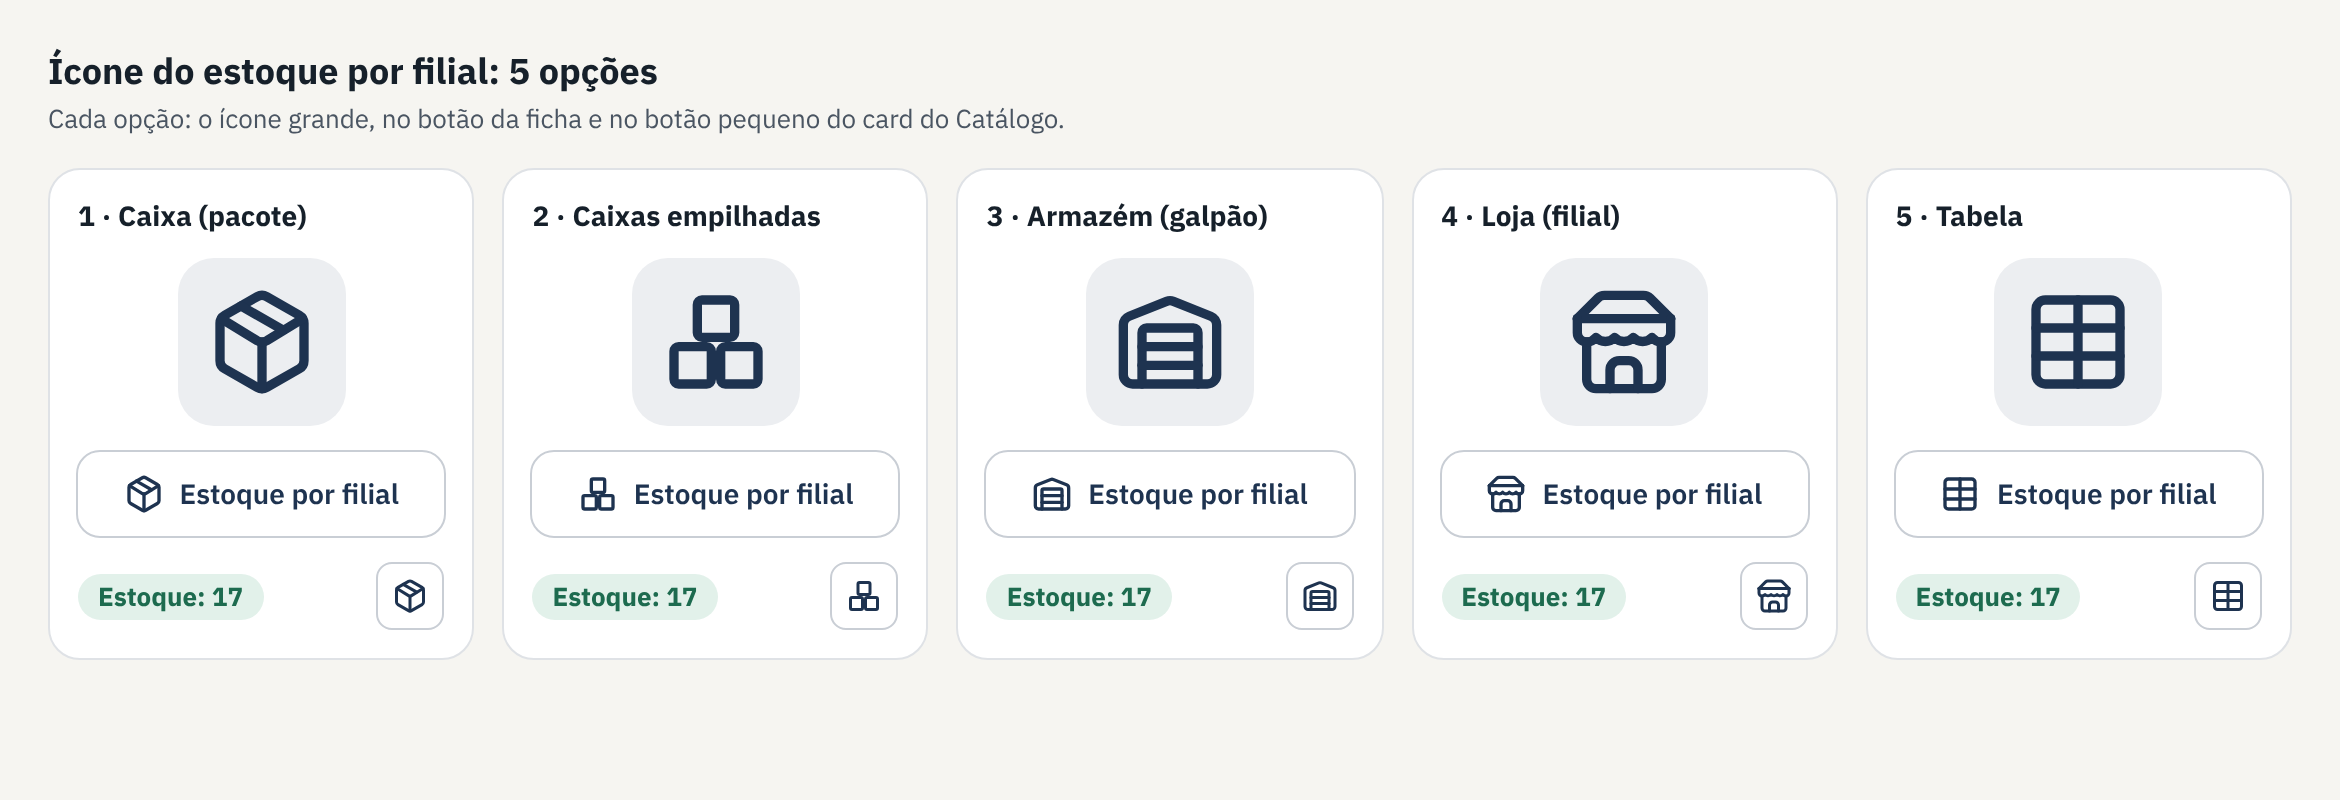 Ícone do estoque por filial: 5 opções
Cada opção: o ícone grande, no botão da ficha e no botão pequeno do card do Catálogo.
1 · Caixa (pacote)
Estoque por filial
Estoque: 17
2 · Caixas empilhadas
Estoque por filial
Estoque: 17
3 · Armazém (galpão)
Estoque por filial
Estoque: 17
4 · Loja (filial)
Estoque por filial
Estoque: 17
5 · Tabela
Estoque por filial
Estoque: 17